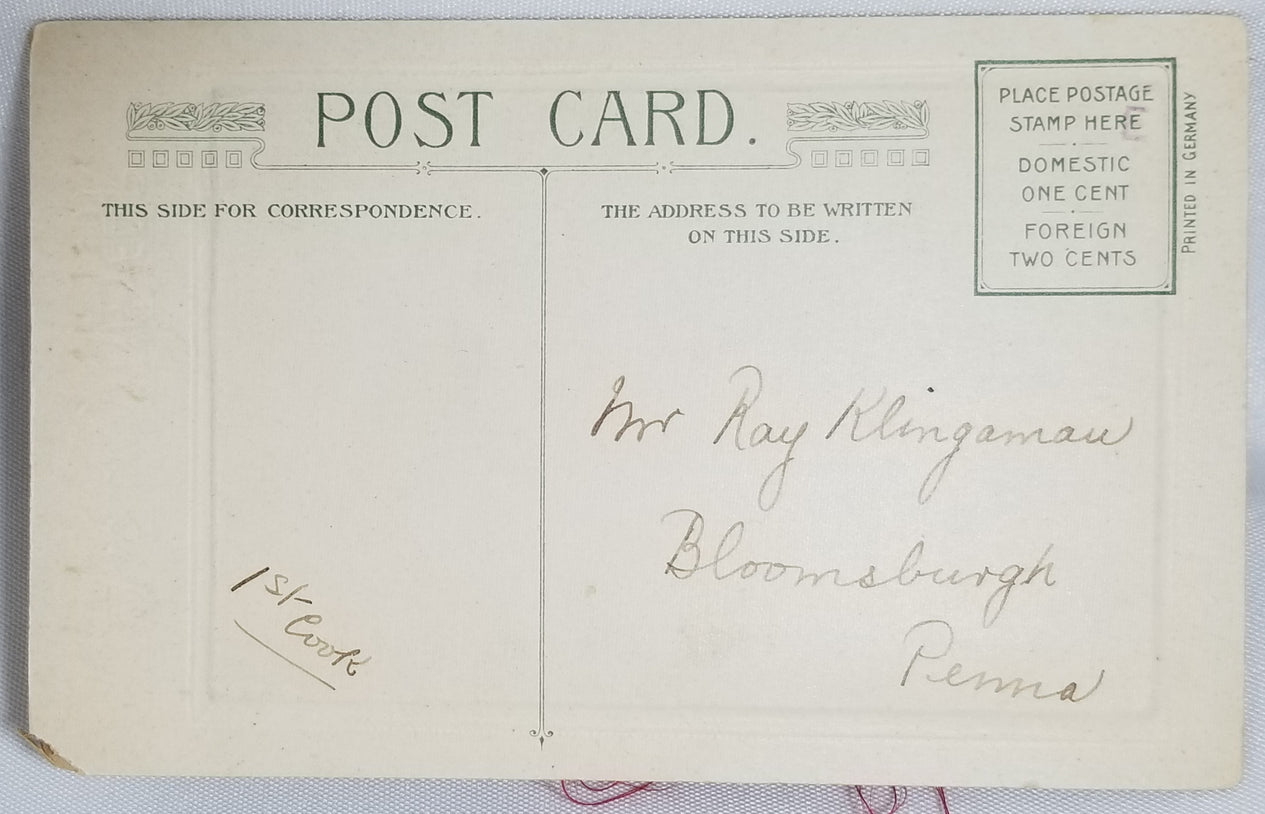 POST CARD.
THIS SIDE FOR CORRESPONDENCE.
THE ADDRESS TO BE WRITTEN
ON THIS SIDE.
PLACE POSTAGE
STAMP HERE
DOMESTIC
ONE CENT
FOREIGN
TWO CENTS
PRINTED IN GERMANY
Mr Ray Klingaman
Bloomsburgh
Penna
1st Cook